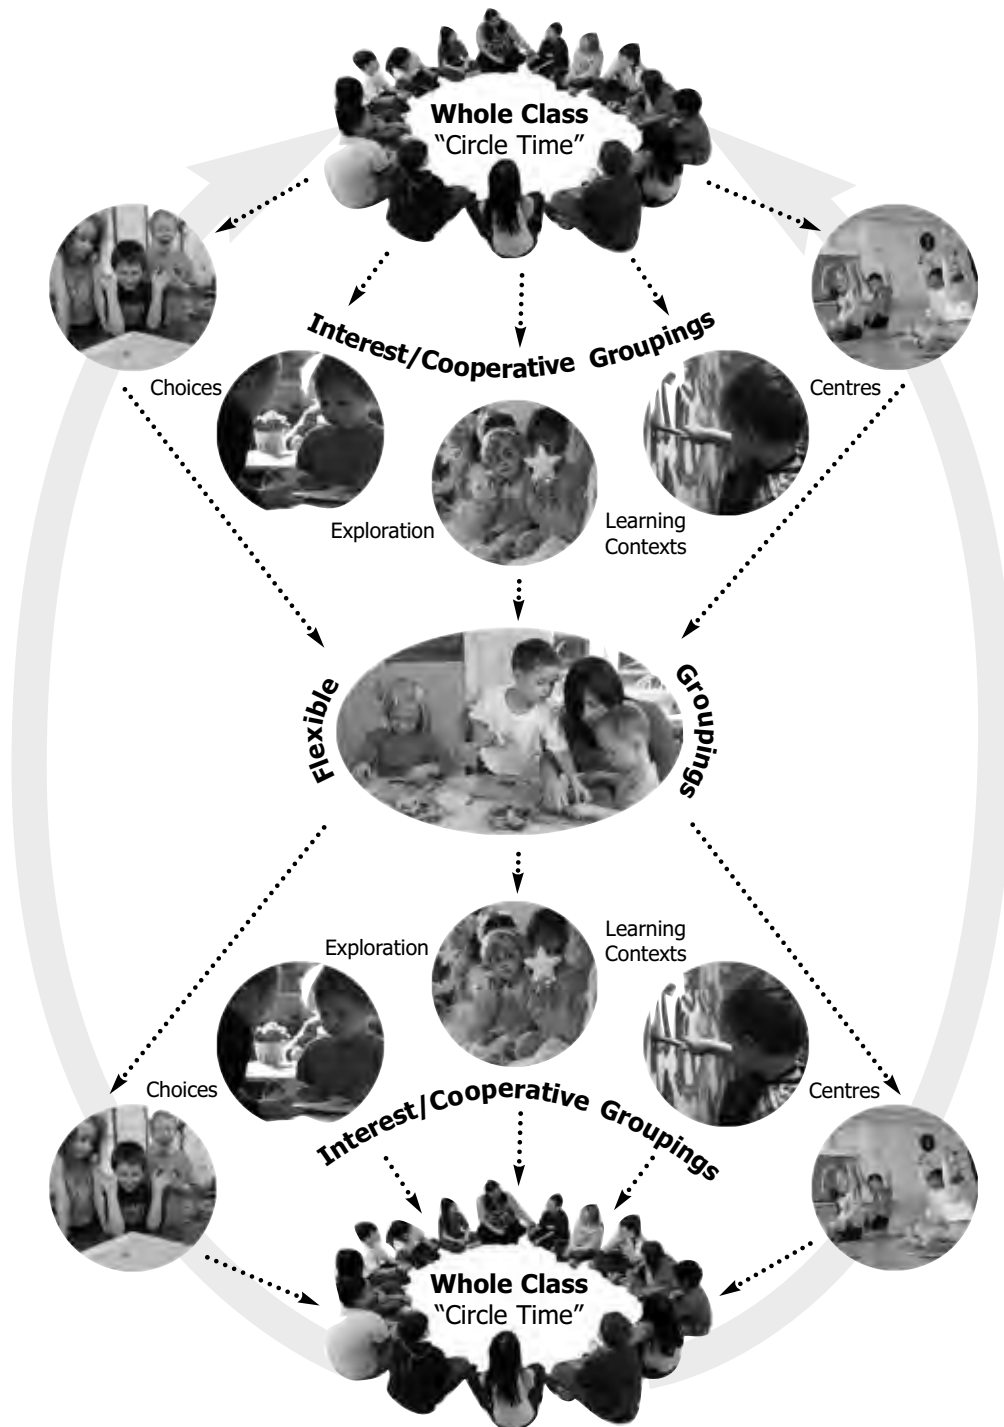 Whole Class
“Circle Time”
Interest/Cooperative Groupings
Choices
Centres
Exploration
Learning
Contexts
Flexible
Groupings
Exploration
Learning
Contexts
Choices
Centres
Interest/Cooperative Groupings
Whole Class
“Circle Time”